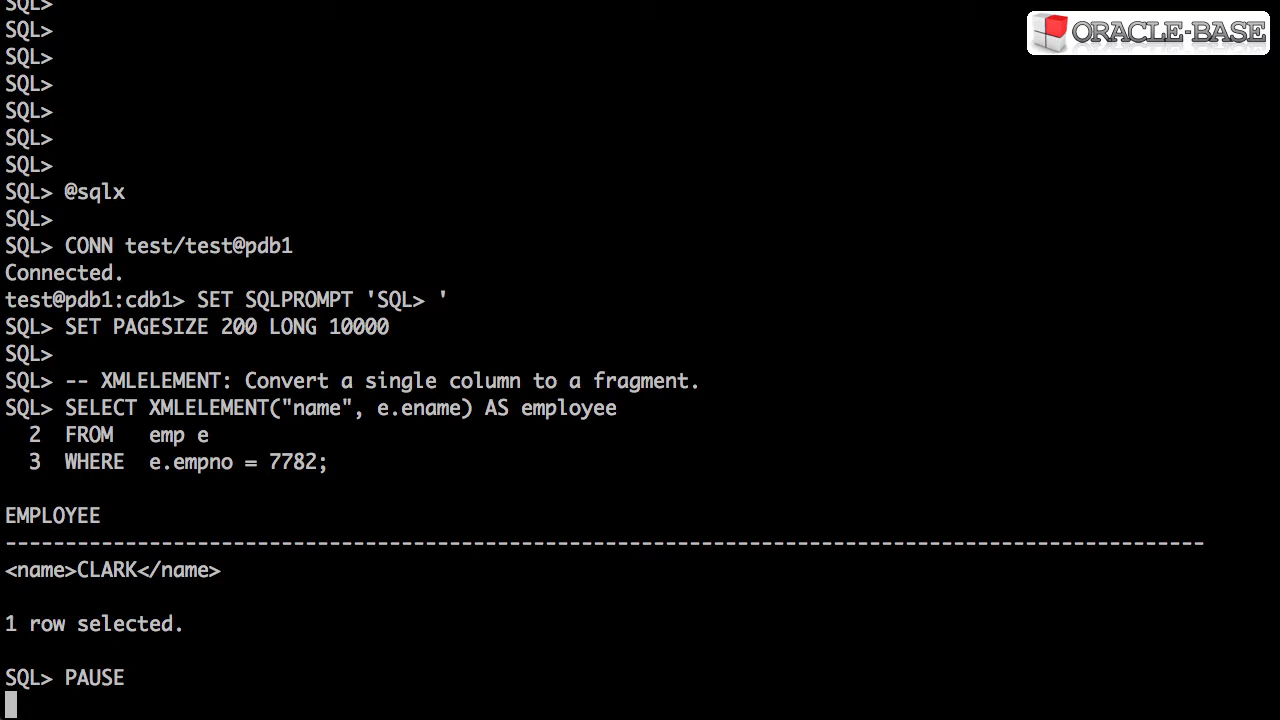 SQL>
SQL>
SQL>
SQL>
SQL>
SQL>
SQL>
SQL> @sqlx
SQL>
SQL> CONN test/test@pdb1
Connected.
test@pdb1:cdb1> SET SQLPROMPT 'SQL> '
SQL> SET PAGESIZE 200 LONG 10000
SQL>
SQL> -- XMLELEMENT: Convert a single column to a fragment.
SQL> SELECT XMLELEMENT("name", e.ename) AS employee
  2  FROM   emp e
  3  WHERE  e.empno = 7782;
EMPLOYEE
----------------------------------------------------------------------------------------------------
<name>CLARK</name>
1 row selected.
SQL> PAUSE
ORACLE-BASE